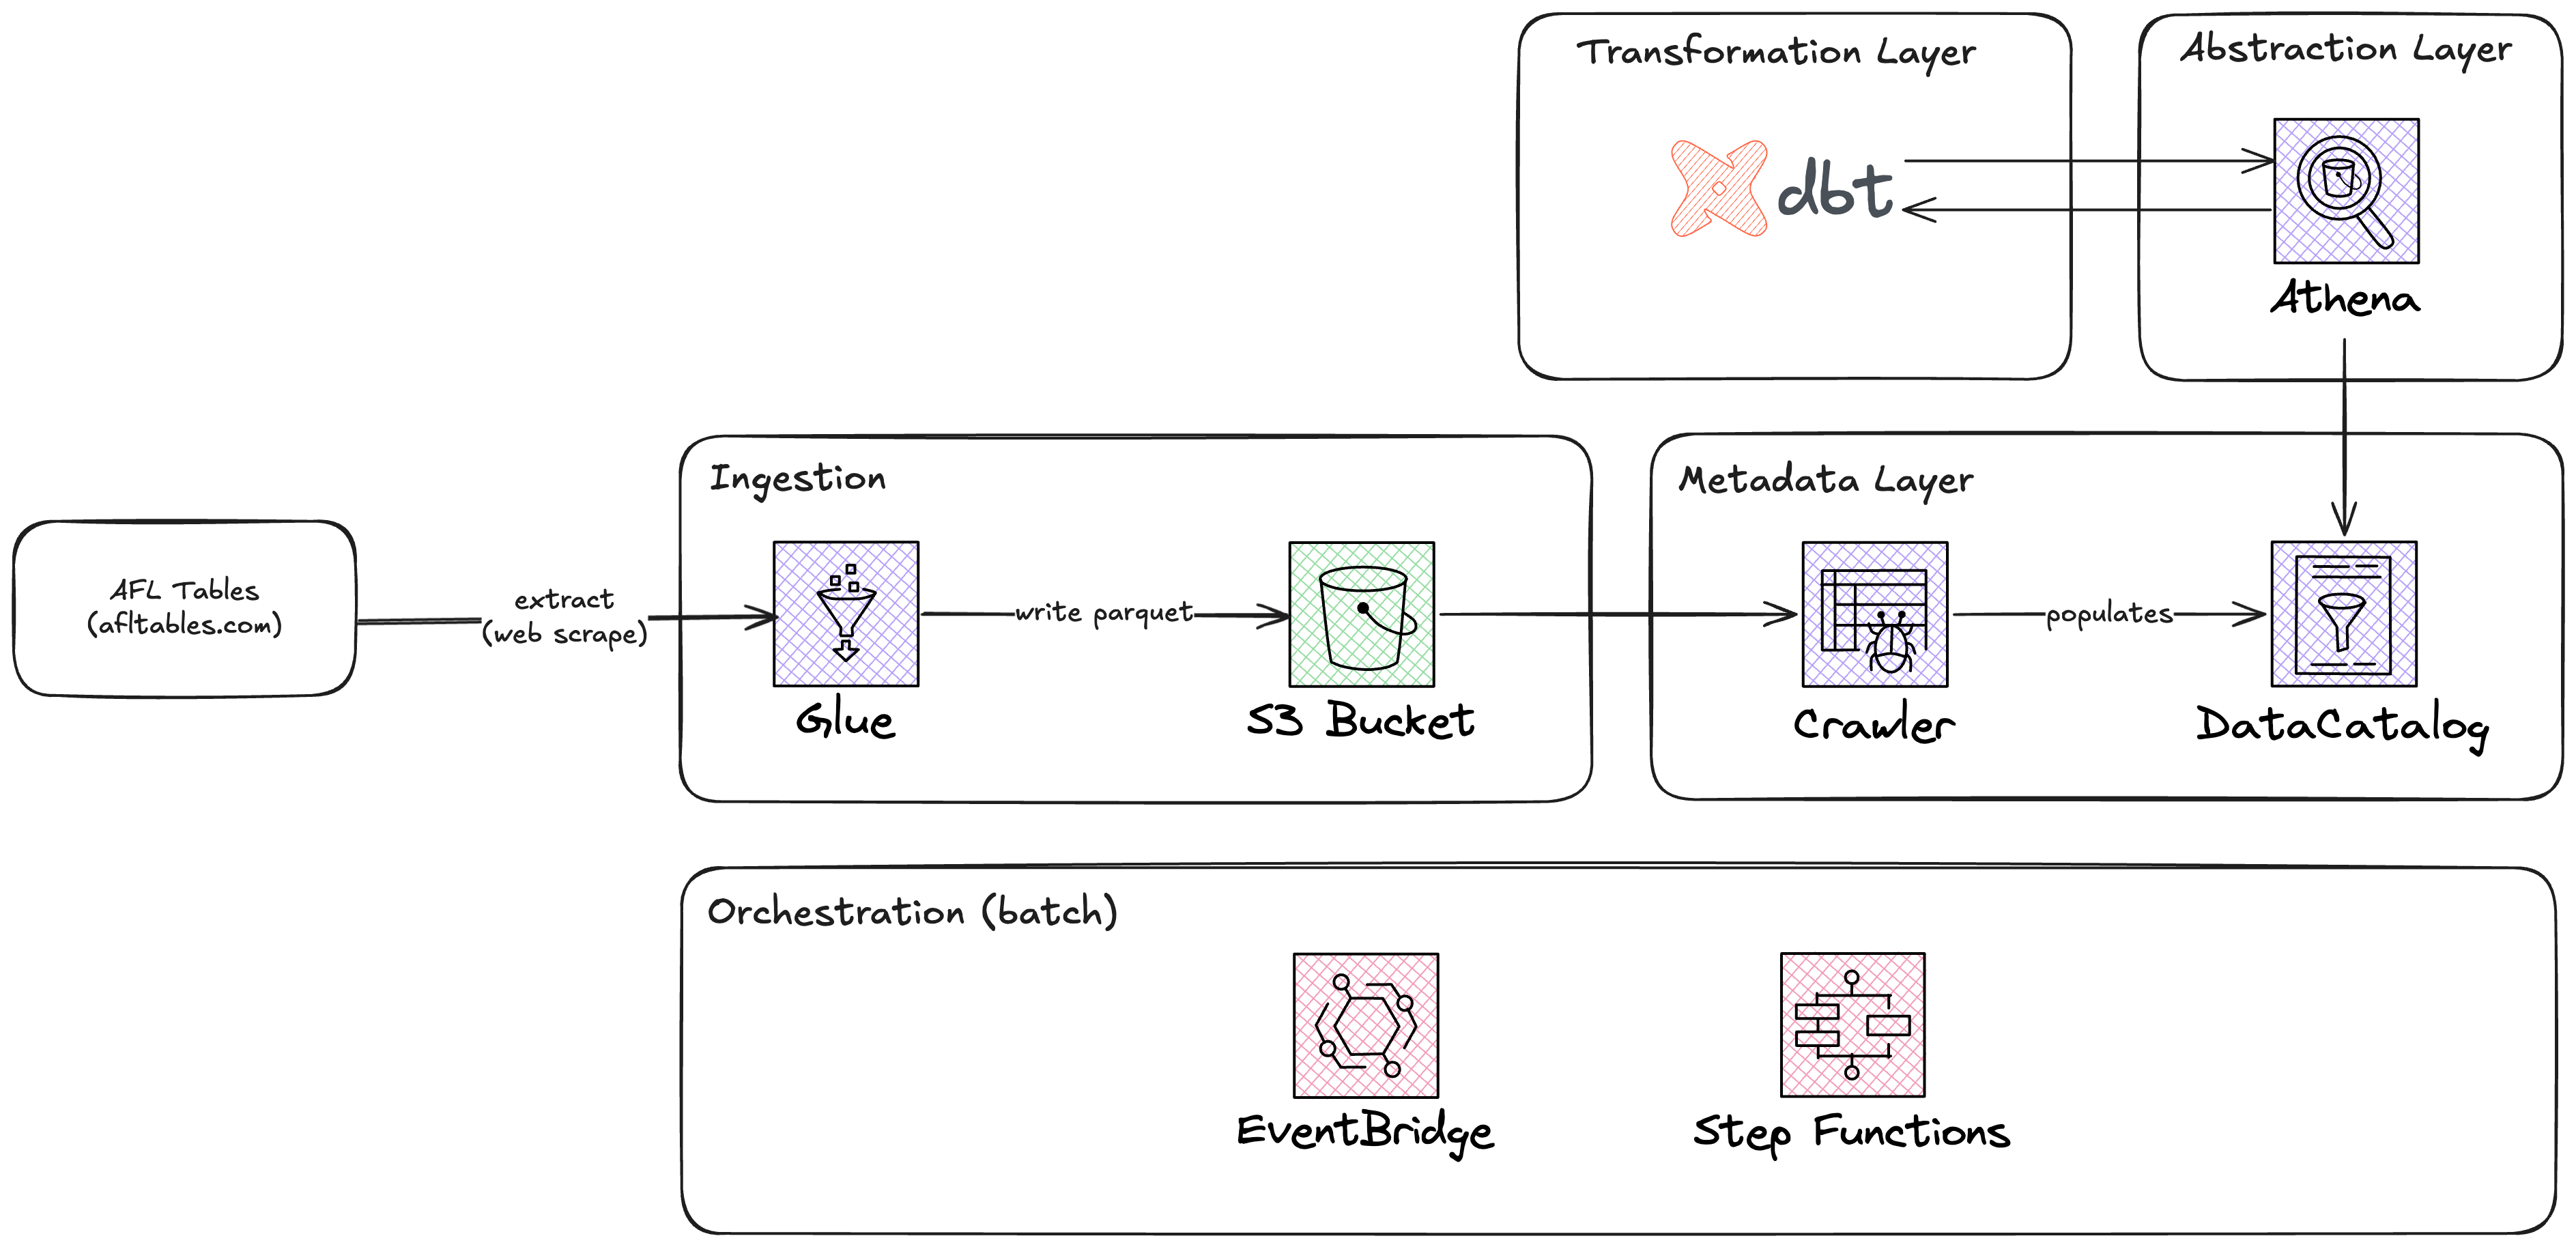 Transformation Layer
Abstraction Layer
dbt
Athena
Ingestion
Metadata Layer
AFL Tables
(afltables.com)
extract
(web scrape)
write parquet
populates
Glue
S3 Bucket
Crawler
DataCatalog
Orchestration (batch)
EventBridge
Step Functions